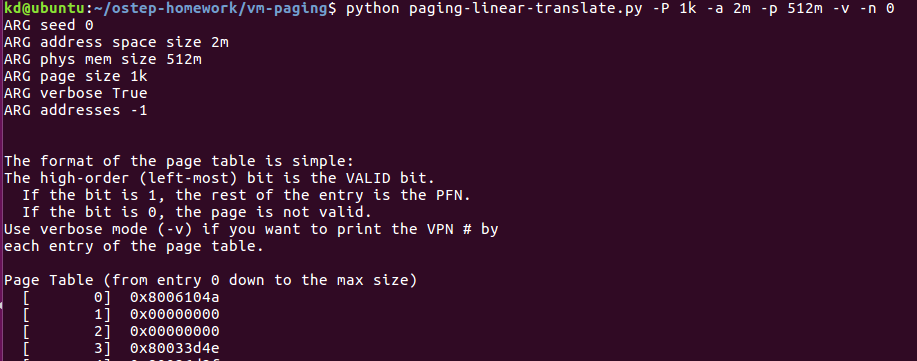 kd@ubuntu:~/ostep-homework/vm-paging$ python paging-linear-translate.py -P 1k -a 2m -p 512m -v -n 0
ARG seed 0
ARG address space size 2m
ARG phys mem size 512m
ARG page size 1k
ARG verbose True
ARG addresses -1
The format of the page table is simple:
The high-order (left-most) bit is the VALID bit.
  If the bit is 1, the rest of the entry is the PFN.
  If the bit is 0, the page is not valid.
Use verbose mode (-v) if you want to print the VPN # by
each entry of the page table.
Page Table (from entry 0 down to the max size)
  [       0]  0x8006104a
  [       1]  0x00000000
  [       2]  0x00000000
  [       3]  0x80033d4e